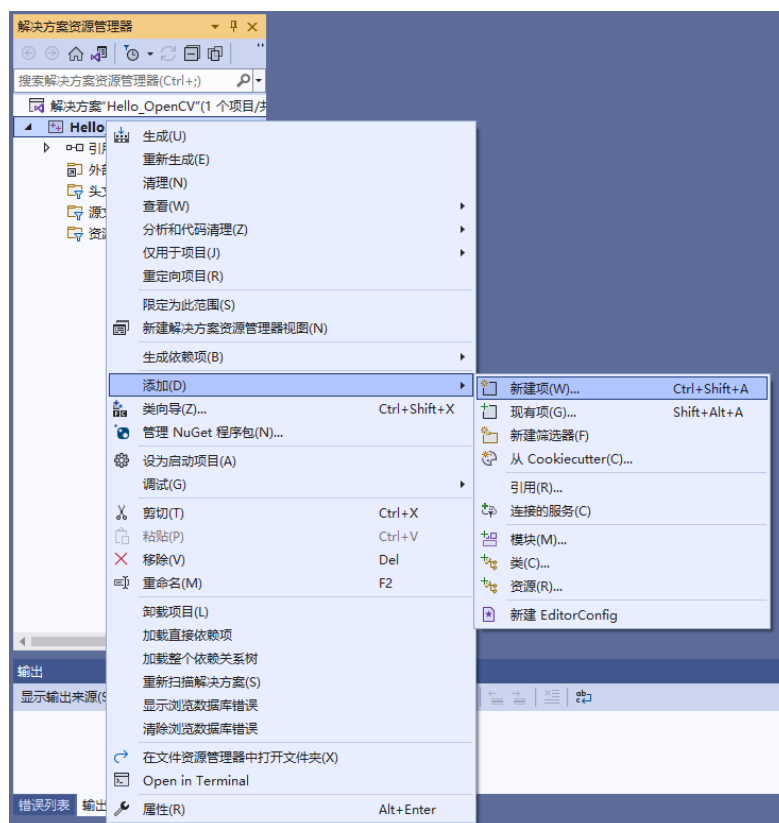 解决方案资源管理器
搜索解决方案资源管理器(Ctrl+;)
解决方案"Hello_OpenCV"(1 个项目/
Hello
引用
外
头
源
资
生成(U)
重新生成(E)
清理(N)
查看(W)
分析和代码清理(Z)
仅用于项目(J)
重定向项目(R)
限定为此范围(S)
新建解决方案资源管理器视图(N)
生成依赖项(B)
添加(D)
类向导(Z)... Ctrl+Shift+X
管理 NuGet 程序包(N)...
设为启动项目(A)
调试(G)
剪切(T) Ctrl+X
粘贴(P) Ctrl+V
移除(V) Del
重命名(M) F2
卸载项目(L)
加载直接依赖项
加载整个依赖关系树
重新扫描解决方案(S)
显示浏览数据库错误
清除浏览数据库错误
在文件资源管理器中打开文件夹(X)
Open in Terminal
属性(R) Alt+Enter
新建项(W)... Ctrl+Shift+A
现有项(G)... Shift+Alt+A
新建筛选器(F)
从 Cookiecutter(C)...
引用(R)...
连接的服务(C)
模块(M)...
类(C)...
资源(R)...
新建 EditorConfig
输出
显示输出来源(S
错误列表 输出